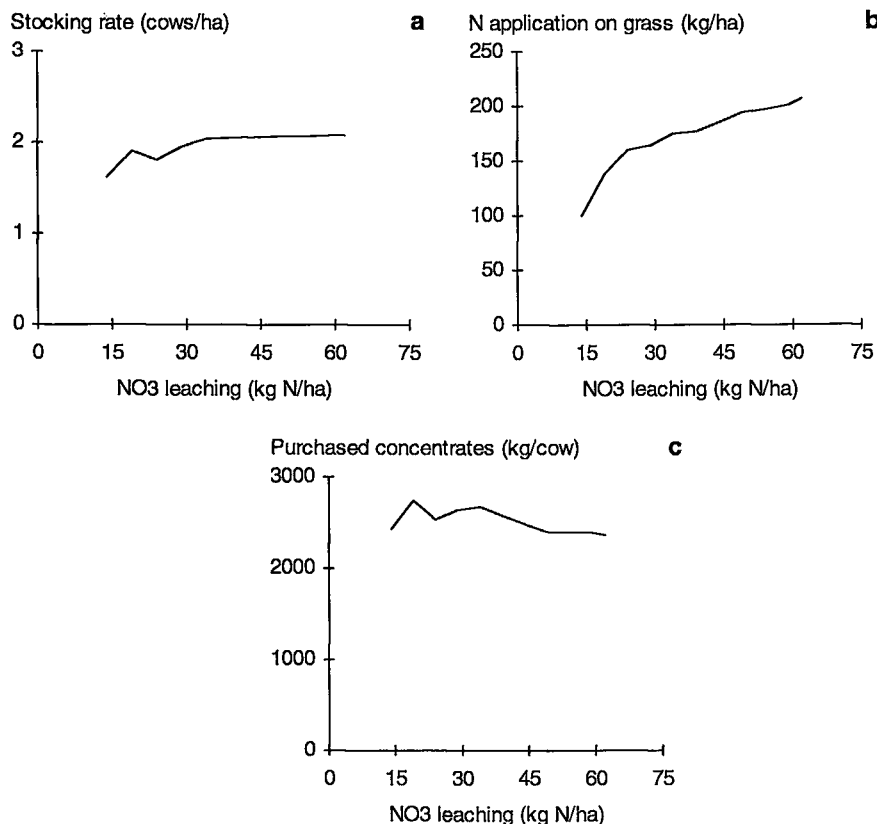 Stocking rate (cows/ha) a
3
2
1
0
0 15 30 45 60 75
NO3 leaching (kg N/ha)
N application on grass (kg/ha) b
250
200
150
100
50
0
0 15 30 45 60 75
NO3 leaching (kg N/ha)
Purchased concentrates (kg/cow) c
3000
2000
1000
0
0 15 30 45 60 75
NO3 leaching (kg N/ha)